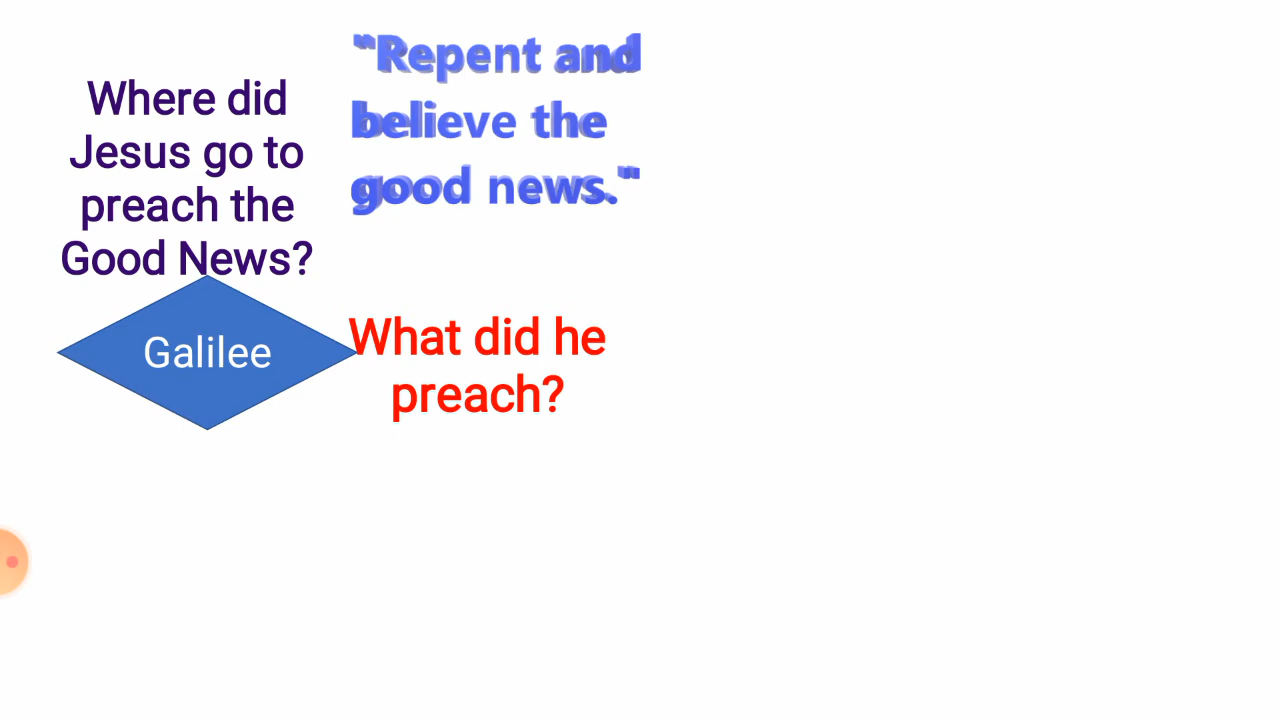 Where did
Jesus go to
preach the
Good News?
Galilee
"Repent and
believe the
good news."
What did he
preach?